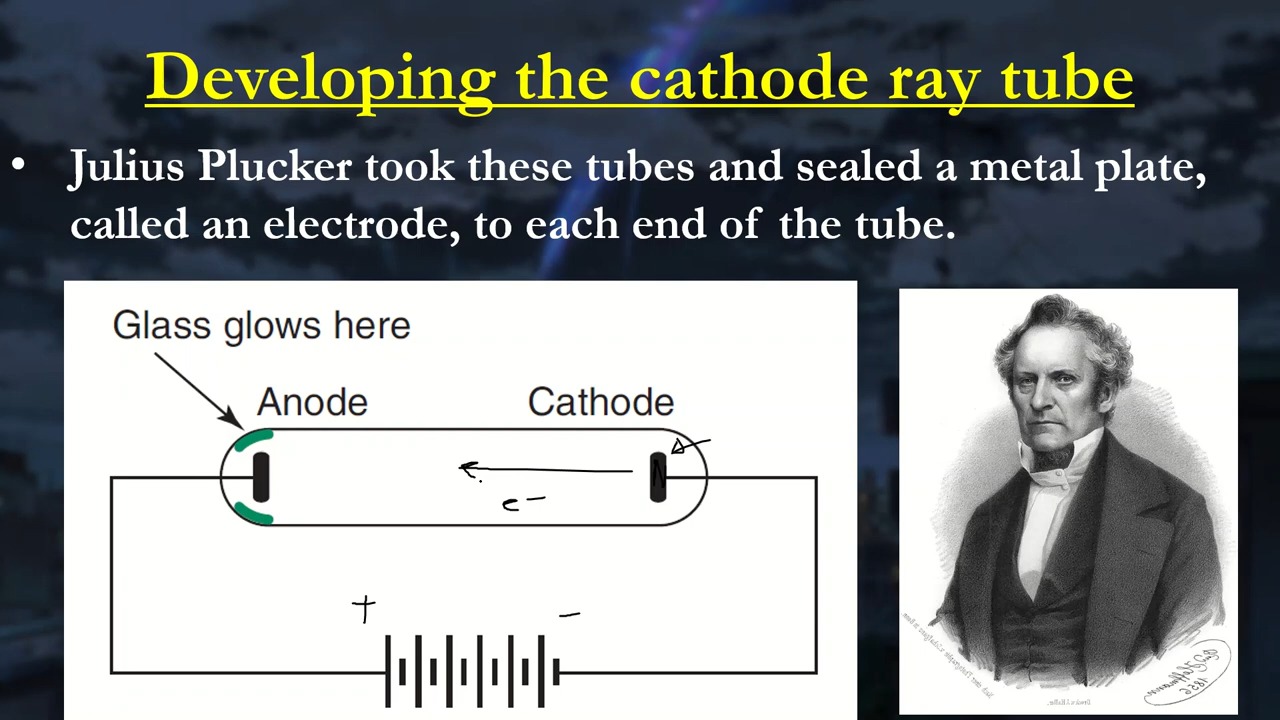 Developing the cathode ray tube
• Julius Plucker took these tubes and sealed a metal plate,
called an electrode, to each end of the tube.
Glass glows here
Anode
Cathode
e-
+
-
1856